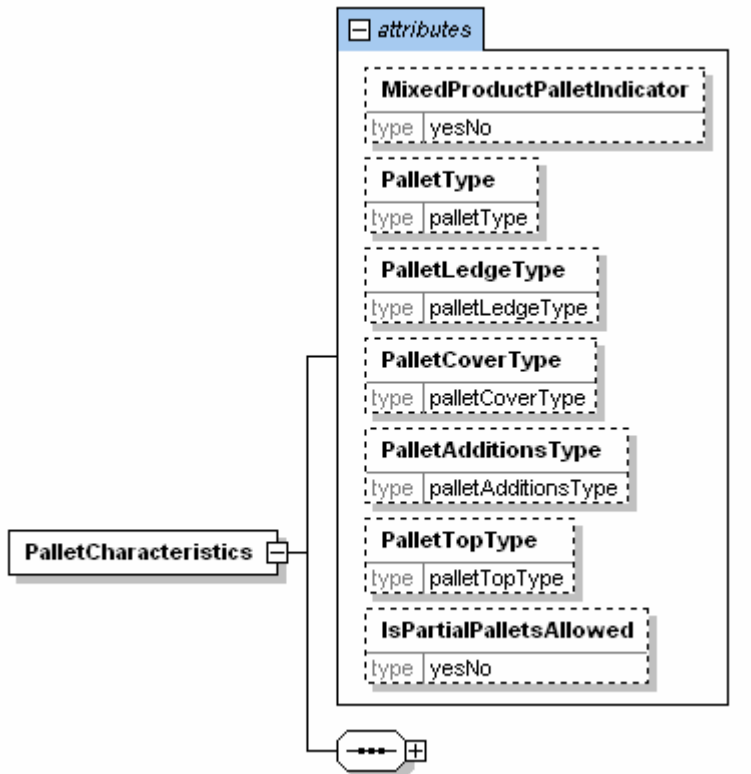 attributes
MixedProductPalletIndicator
type yesNo
PalletType
type palletType
PalletLedgeType
type palletLedgeType
PalletCoverType
type palletCoverType
PalletAdditionsType
type palletAdditionsType
PalletCharacteristics
PalletTopType
type palletTopType
IsPartialPalletsAllowed
type yesNo